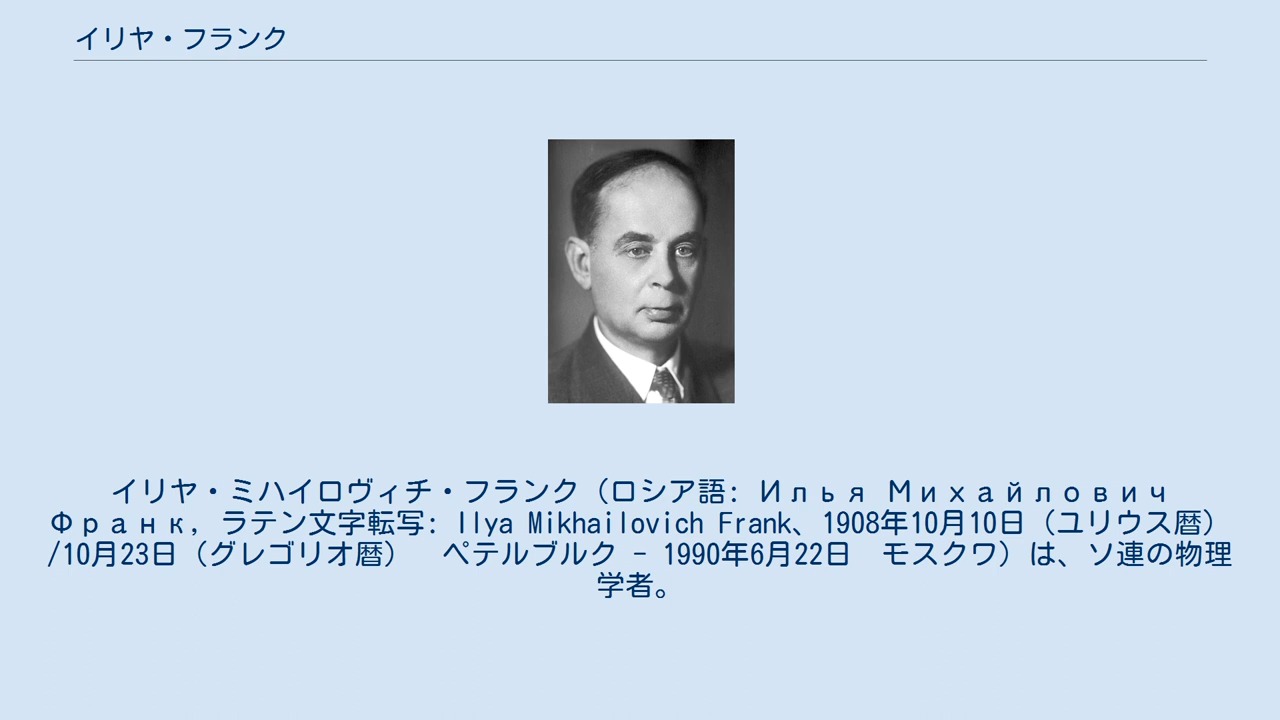 イリヤ・フランク
イリヤ・ミハイロヴィチ・フランク（ロシア語: Илья Михайлович
Франк, ラテン文字転写: Ilya Mikhailovich Frank、1908年10月10日（ユリウス暦）
/10月23日（グレゴリオ暦）　ペテルブルク - 1990年6月22日　モスクワ）は、ソ連の物理
学者。